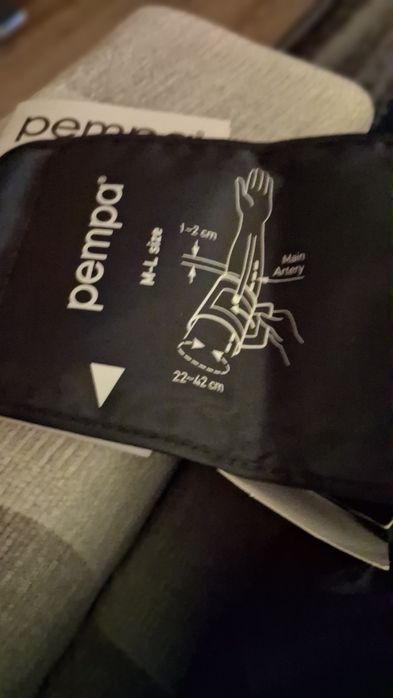 pempa
pempa
M-L size
1~2 cm
Main
Artery
22~42 cm